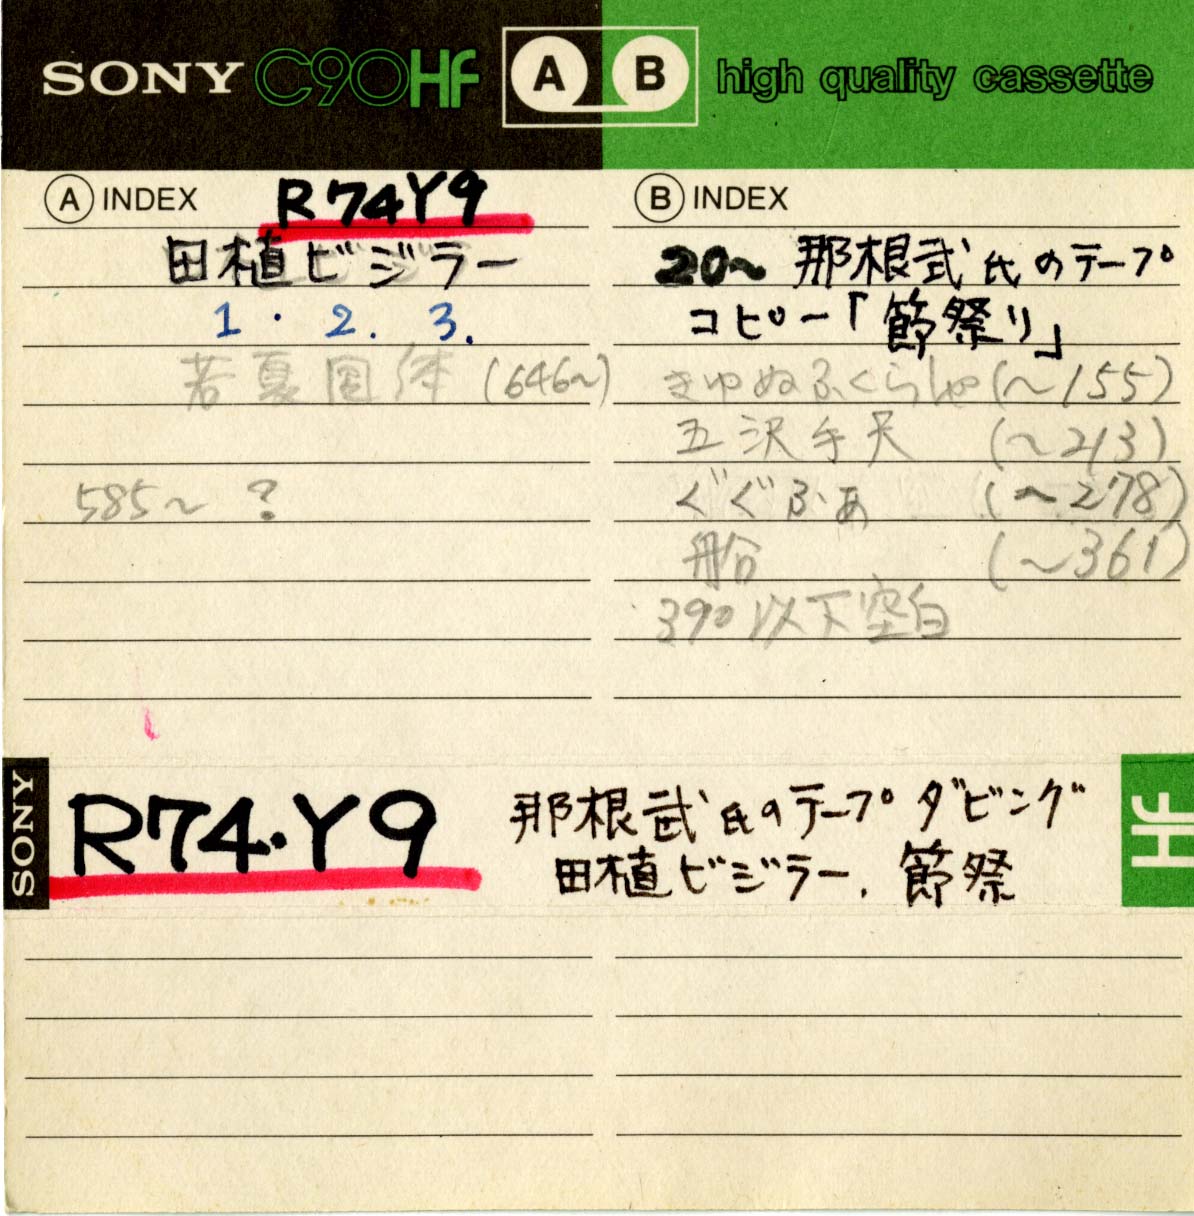 SONY C90Hf A B high quality cassette
A INDEX R74Y9
田植ビジラー
1・2.3.
若夏国体(646〜)
585〜 ?
B INDEX
20〜 那根武氏のテープ
コピー「節祭り」
きゆぬふくらしゃ(〜155)
五沢手尺 (〜213)
ぐぐふぁ (〜278)
舟合 (〜361)
390以下空白
SONY
R74・Y9
那根武氏のテープダビング
田植ビジラー、節祭
Hf